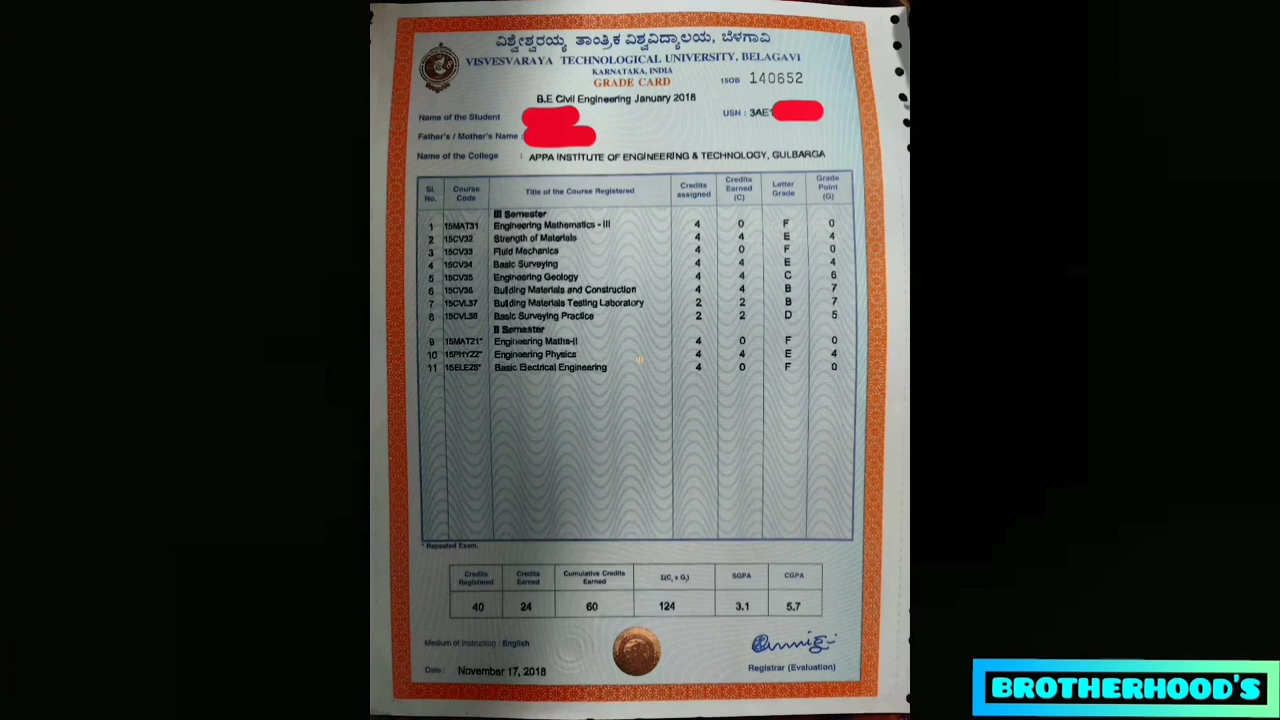 ವಿಶ್ವೇಶ್ವರಯ್ಯ ತಾಂತ್ರಿಕ ವಿಶ್ವವಿದ್ಯಾಲಯ, ಬೆಳಗಾವಿ
VISVESVARAYA TECHNOLOGICAL UNIVERSITY, BELAGAVI
KARNATAKA, INDIA
GRADE CARD
15OB 140652
B.E Civil Engineering January 2018
Name of the Student
USN : 3AE1
Father's / Mother's Name :
Name of the College : APPA INSTITUTE OF ENGINEERING & TECHNOLOGY, GULBARGA
Sl. No. Course Code Title of the Course Registered Credits assigned Credits Earned (C) Letter Grade Grade Point (G)
III Semester
1 15MAT31 Engineering Mathematics - III 4 0 F 0
2 15CV32 Strength of Materials 4 4 E 4
3 15CV33 Fluid Mechanics 4 0 F 0
4 15CV34 Basic Surveying 4 4 E 4
5 15CV35 Engineering Geology 4 4 C 6
6 15CV36 Building Materials and Construction 4 4 B 7
7 15CVL37 Building Materials Testing Laboratory 2 2 B 7
8 15CVL38 Basic Surveying Practice 2 2 D 5
II Semester
9 15MAT21* Engineering Maths-II 4 0 F 0
10 15PHY22* Engineering Physics 4 4 E 4
11 15ELE25* Basic Electrical Engineering 4 0 F 0
* Repeated Exam.
Credits Registered Credits Earned Cumulative Credits Earned SGPA CGPA
40 24 60 124 3.1 5.7
Medium of Instruction : English
Date : November 17, 2018
Registrar (Evaluation)
BROTHERHOOD'S